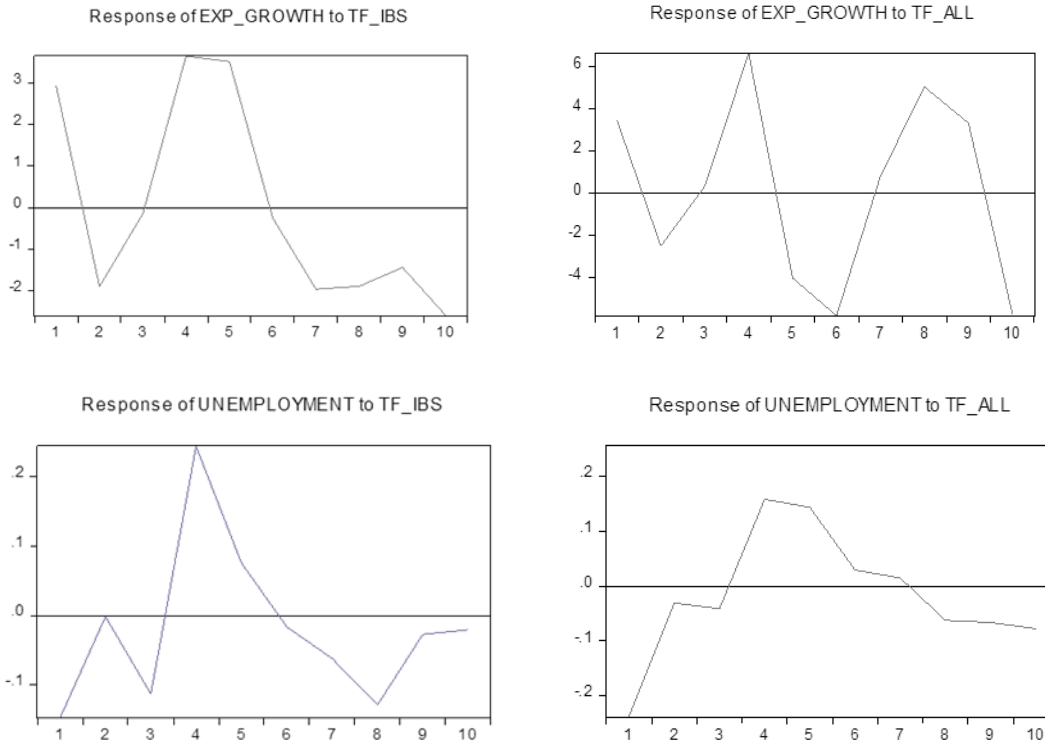 Response of EXP_GROWTH to TF_IBS
3
2
1
0
-1
-2
1 2 3 4 5 6 7 8 9 10
Response of EXP_GROWTH to TF_ALL
6
4
2
0
-2
-4
1 2 3 4 5 6 7 8 9 10
Response of UNEMPLOYMENT to TF_IBS
.2
.1
.0
-.1
1 2 3 4 5 6 7 8 9 10
Response of UNEMPLOYMENT to TF_ALL
.2
.1
.0
-.1
-.2
1 2 3 4 5 6 7 8 9 10